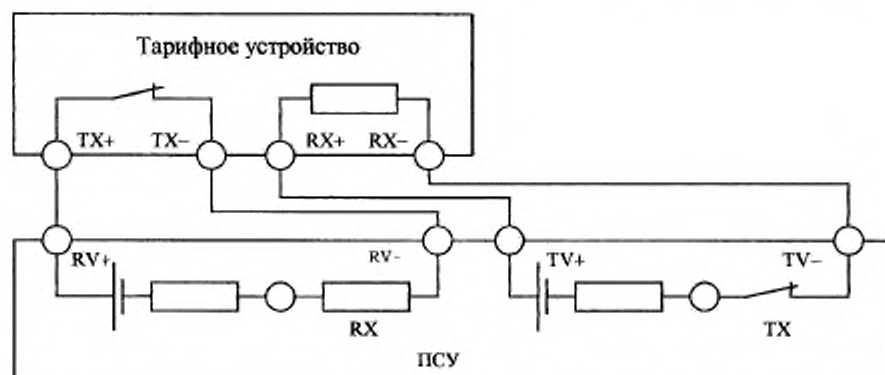 Тарифное устройство
TX+ TX– RX+ RX–
RV+ RV– TV+ TV–
RX TX
ПСУ